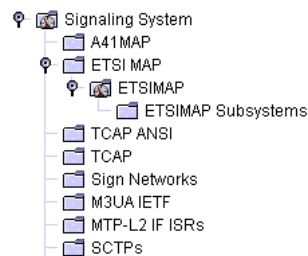 Signaling System
A41MAP
ETSI MAP
ETSIMAP
ETSIMAP Subsystems
TCAP ANSI
TCAP
Sign Networks
M3UA IETF
MTP-L2 IF ISRs
SCTPs